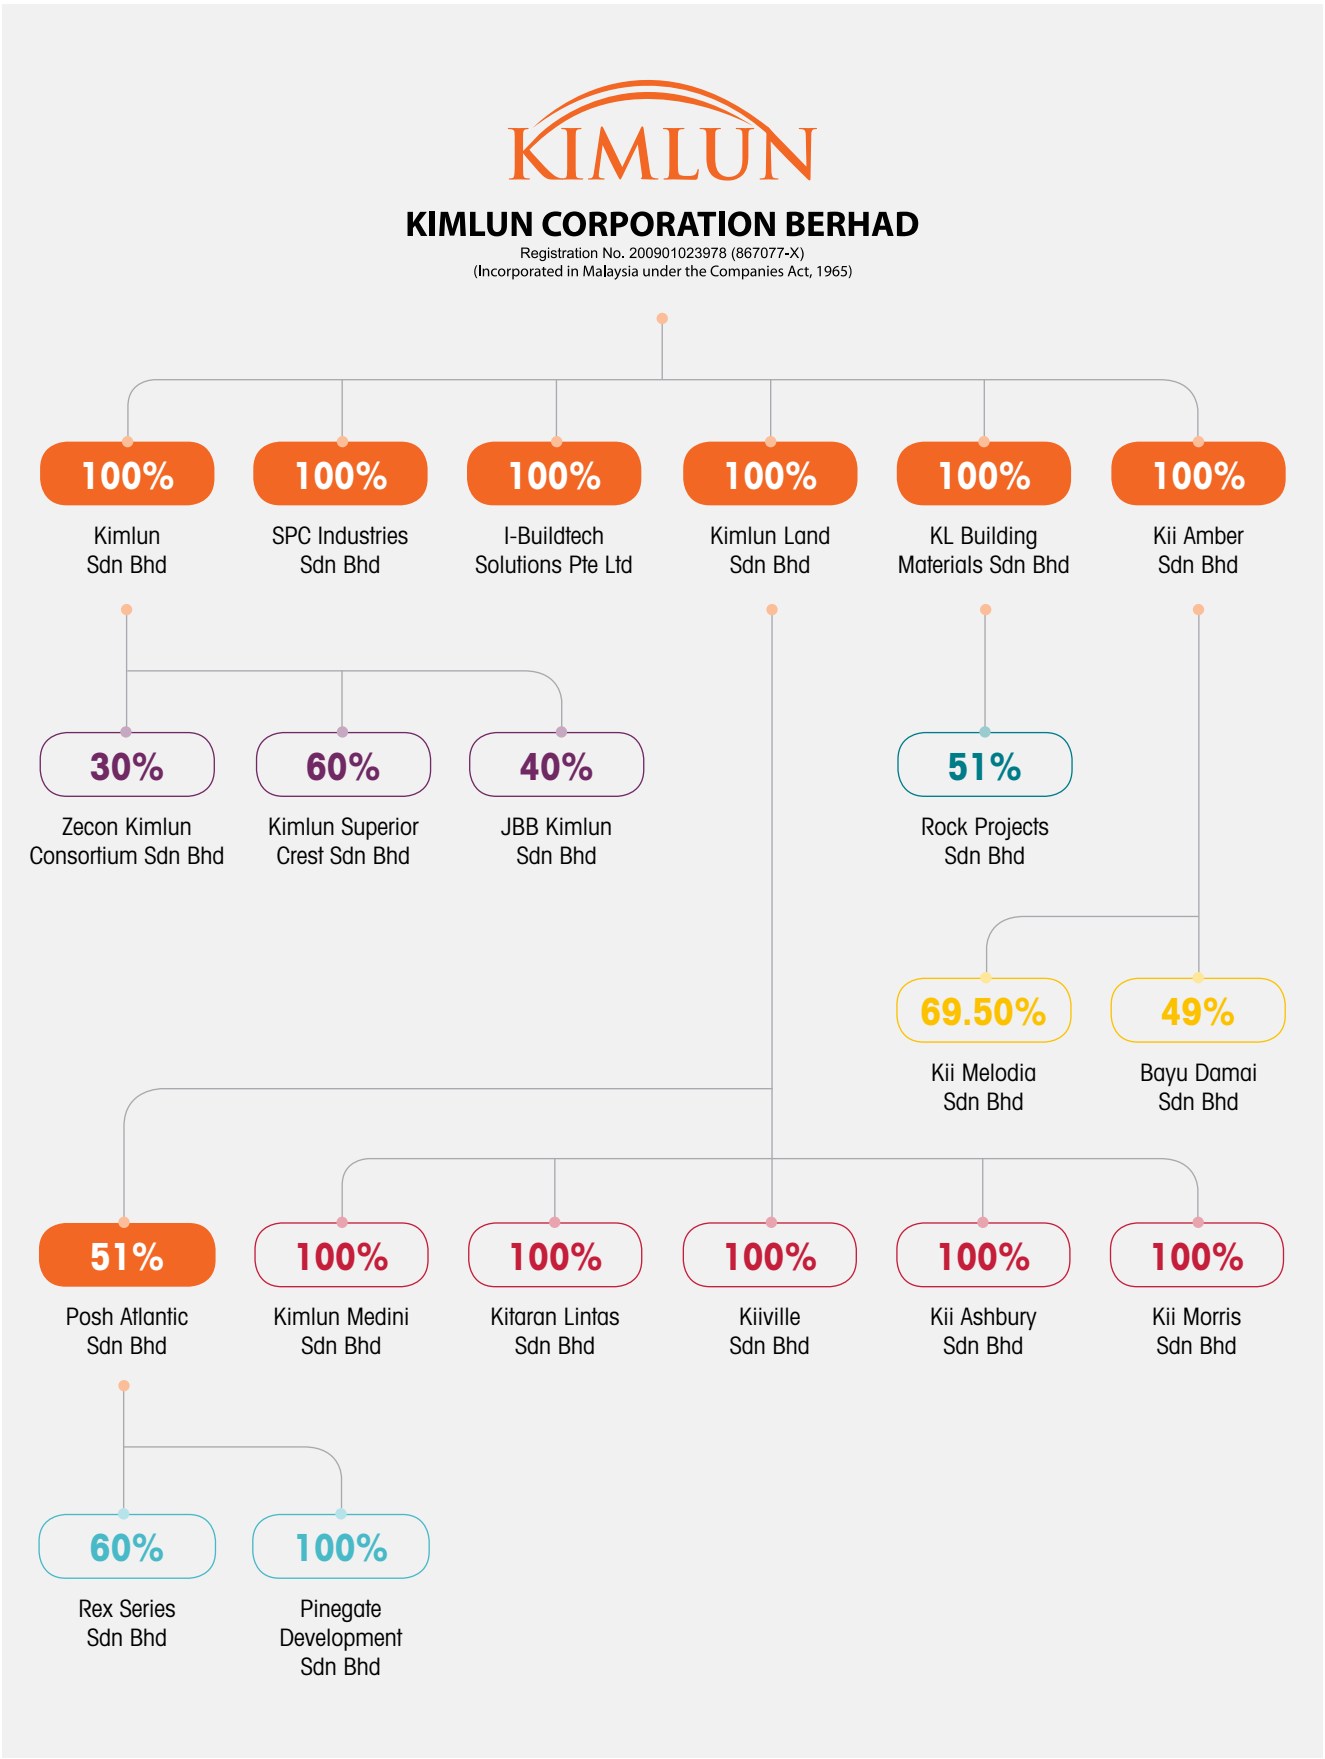 KIMLUN
KIMLUN CORPORATION BERHAD
Registration No. 200901023978 (867077-X)
(Incorporated in Malaysia under the Companies Act, 1965)
100%
Kimlun
Sdn Bhd
100%
SPC Industries
Sdn Bhd
100%
I-Buildtech
Solutions Pte Ltd
100%
Kimlun Land
Sdn Bhd
100%
KL Building
Materials Sdn Bhd
100%
Kii Amber
Sdn Bhd
30%
Zecon Kimlun
Consortium Sdn Bhd
60%
Kimlun Superior
Crest Sdn Bhd
40%
JBB Kimlun
Sdn Bhd
51%
Rock Projects
Sdn Bhd
69.50%
Kii Melodia
Sdn Bhd
49%
Bayu Damai
Sdn Bhd
51%
Posh Atlantic
Sdn Bhd
100%
Kimlun Medini
Sdn Bhd
100%
Kitaran Lintas
Sdn Bhd
100%
Kiiville
Sdn Bhd
100%
Kii Ashbury
Sdn Bhd
100%
Kii Morris
Sdn Bhd
60%
Rex Series
Sdn Bhd
100%
Pinegate
Development
Sdn Bhd